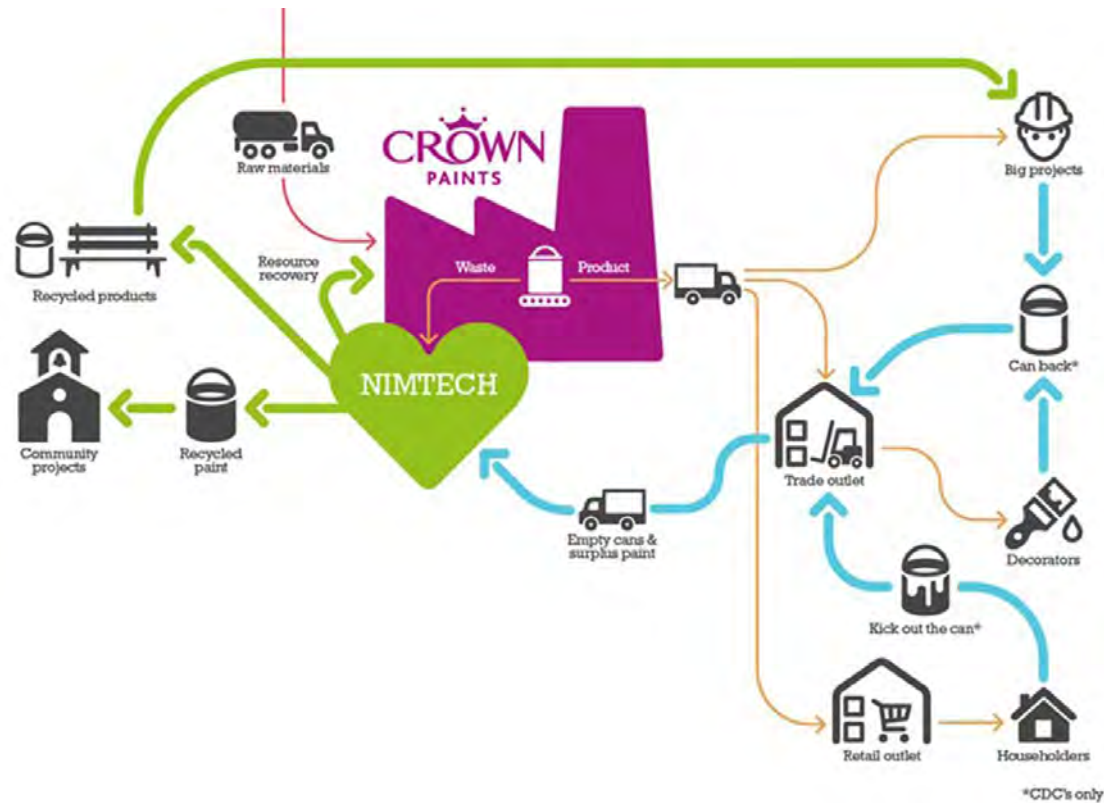 CROWN
PAINTS
Raw materials
Big projects
Resource
recovery
Waste
Product
Recycled products
Can back*
NIMTECH
Community
projects
Recycled
paint
Trade outlet
Empty cans &
surplus paint
Decorators
Kick out the can*
Retail outlet
Householders
*CDC's only